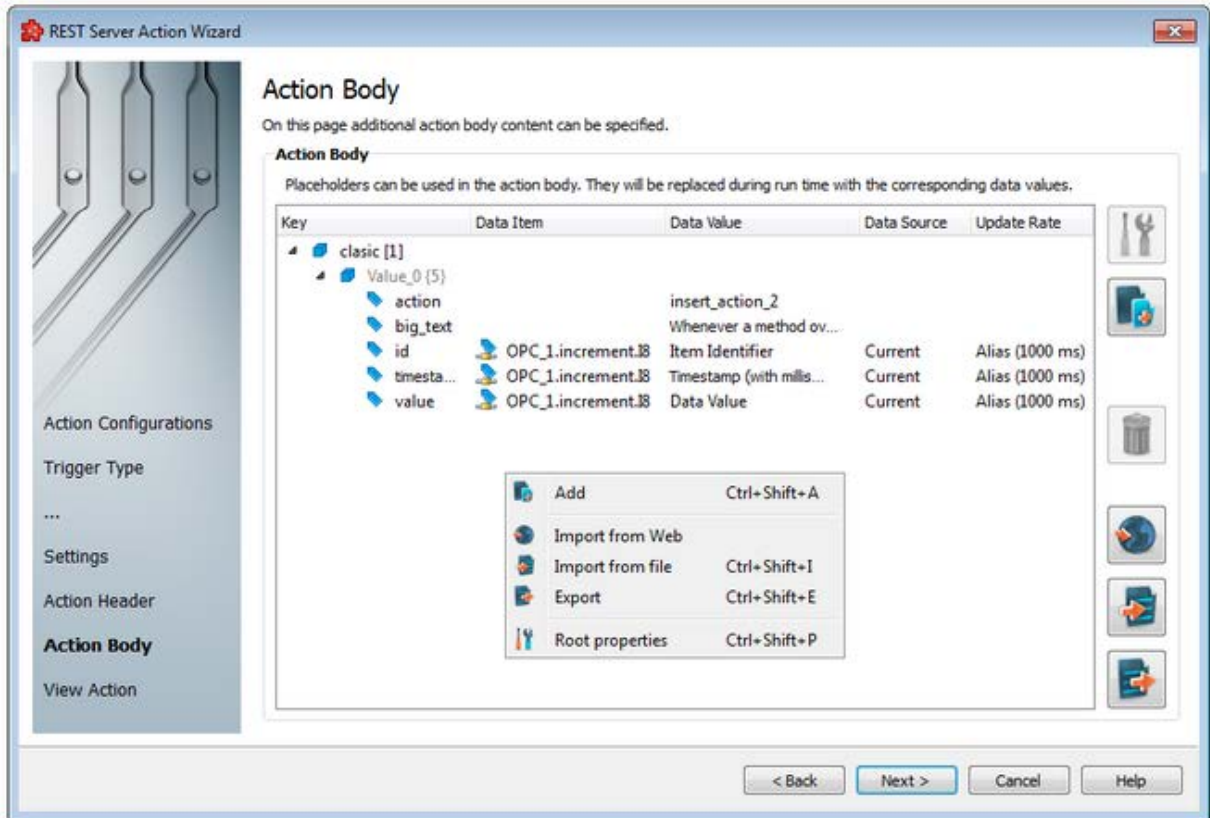 REST Server Action Wizard
Action Body
On this page additional action body content can be specified.
Action Body
Placeholders can be used in the action body. They will be replaced during run time with the corresponding data values.
Key Data Item Data Value Data Source Update Rate
clasic [1]
Value_0 {5}
action insert_action_2
big_text Whenever a method ov...
id OPC_1.increment.I8 Item Identifier Current Alias (1000 ms)
timesta... OPC_1.increment.I8 Timestamp (with millis... Current Alias (1000 ms)
value OPC_1.increment.I8 Data Value Current Alias (1000 ms)
Add Ctrl+Shift+A
Import from Web
Import from file Ctrl+Shift+I
Export Ctrl+Shift+E
Root properties Ctrl+Shift+P
Action Configurations
Trigger Type
...
Settings
Action Header
Action Body
View Action
< Back Next > Cancel Help